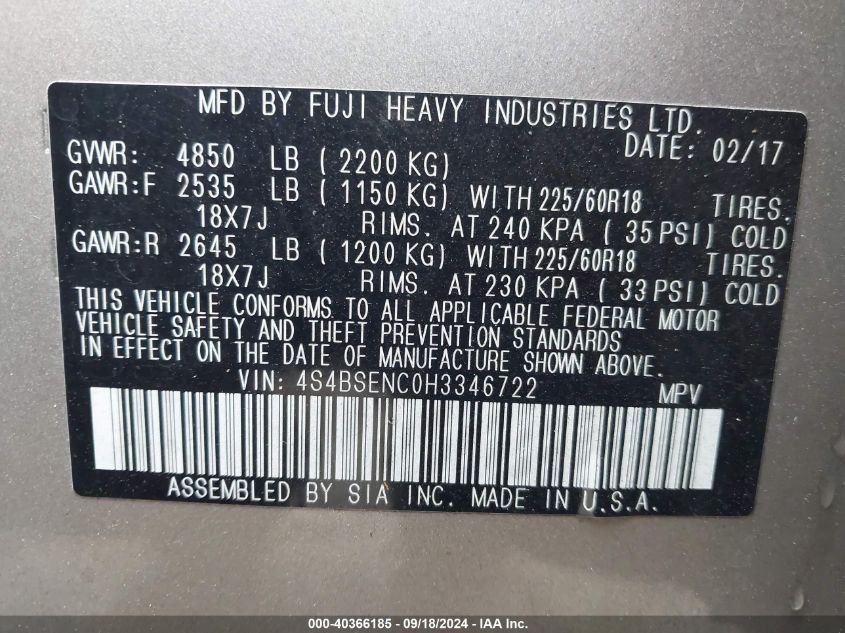 MFD BY FUJI HEAVY INDUSTRIES LTD.
DATE: 02/17
GVWR: 4850 LB ( 2200 KG)
GAWR:F 2535 LB ( 1150 KG) WITH 225/60R18 TIRES.
18X7J RIMS. AT 240 KPA ( 35 PSI) COLD
GAWR:R 2645 LB ( 1200 KG) WITH 225/60R18 TIRES.
18X7J RIMS. AT 230 KPA ( 33 PSI) COLD
THIS VEHICLE CONFORMS TO ALL APPLICABLE FEDERAL MOTOR
VEHICLE SAFETY AND THEFT PREVENTION STANDARDS
IN EFFECT ON THE DATE OF MANUFACTURE SHOWN ABOVE.
VIN: 4S4BSENC0H3346722 MPV
ASSEMBLED BY SIA INC. MADE IN U.S.A.
000-40366185 - 09/18/2024 - IAA Inc.